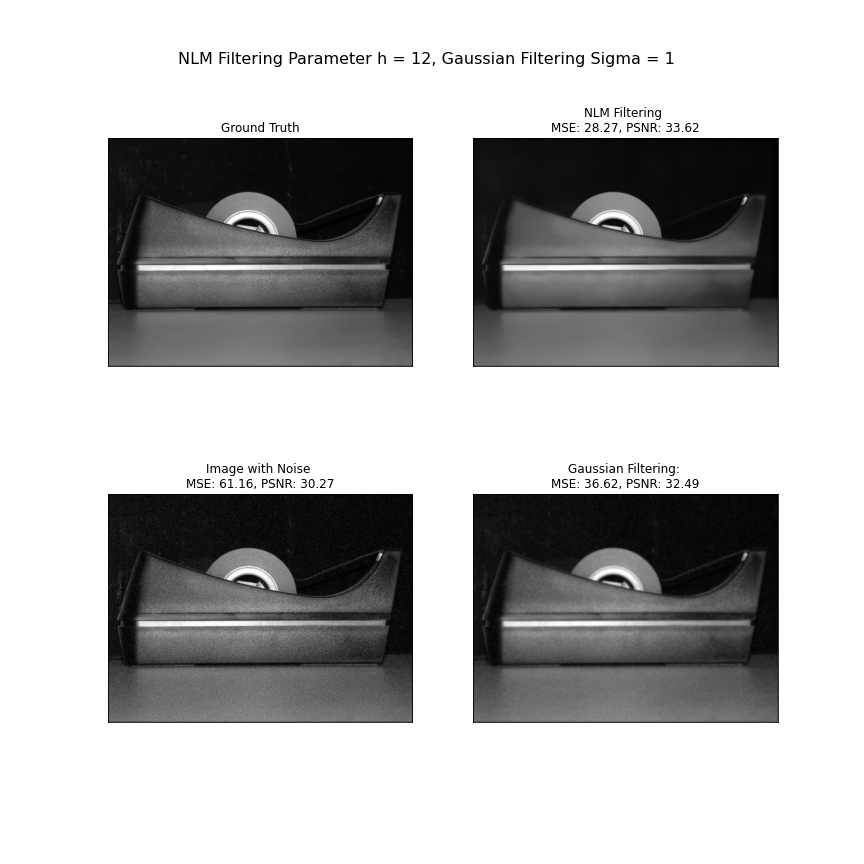 NLM Filtering Parameter h = 12, Gaussian Filtering Sigma = 1
Ground Truth
NLM Filtering
MSE: 28.27, PSNR: 33.62
Image with Noise
MSE: 61.16, PSNR: 30.27
Gaussian Filtering:
MSE: 36.62, PSNR: 32.49